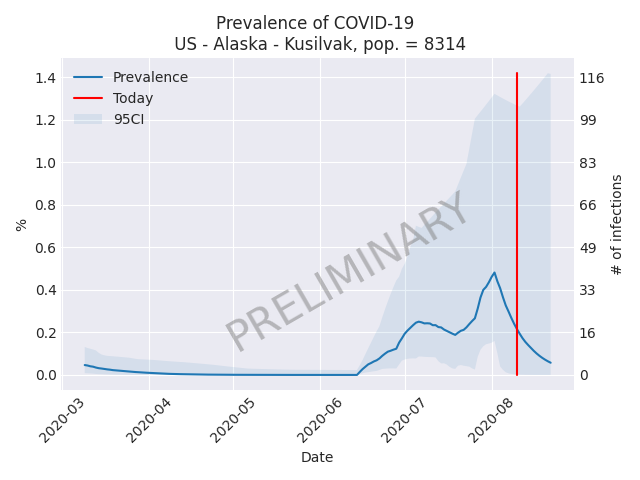 Prevalence of COVID-19
US - Alaska - Kusilvak, pop. = 8314
Prevalence
Today
95CI
PRELIMINARY
%
1.4
1.2
1.0
0.8
0.6
0.4
0.2
0.0
116
99
83
66
49
33
16
0
# of infections
2020-03
2020-04
2020-05
2020-06
2020-07
2020-08
Date